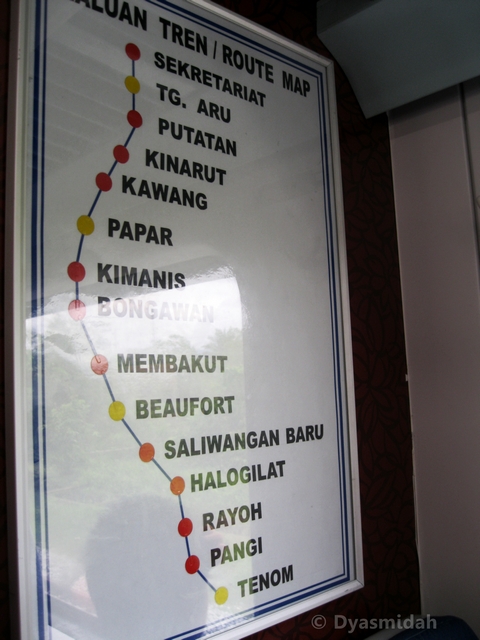 ALUAN TREN / ROUTE MAP
SEKRETARIAT
TG. ARU
PUTATAN
KINARUT
KAWANG
PAPAR
KIMANIS
BONGAWAN
MEMBAKUT
BEAUFORT
SALIWANGAN BARU
HALOGILAT
RAYOH
PANGI
TENOM
© Dyasmidah